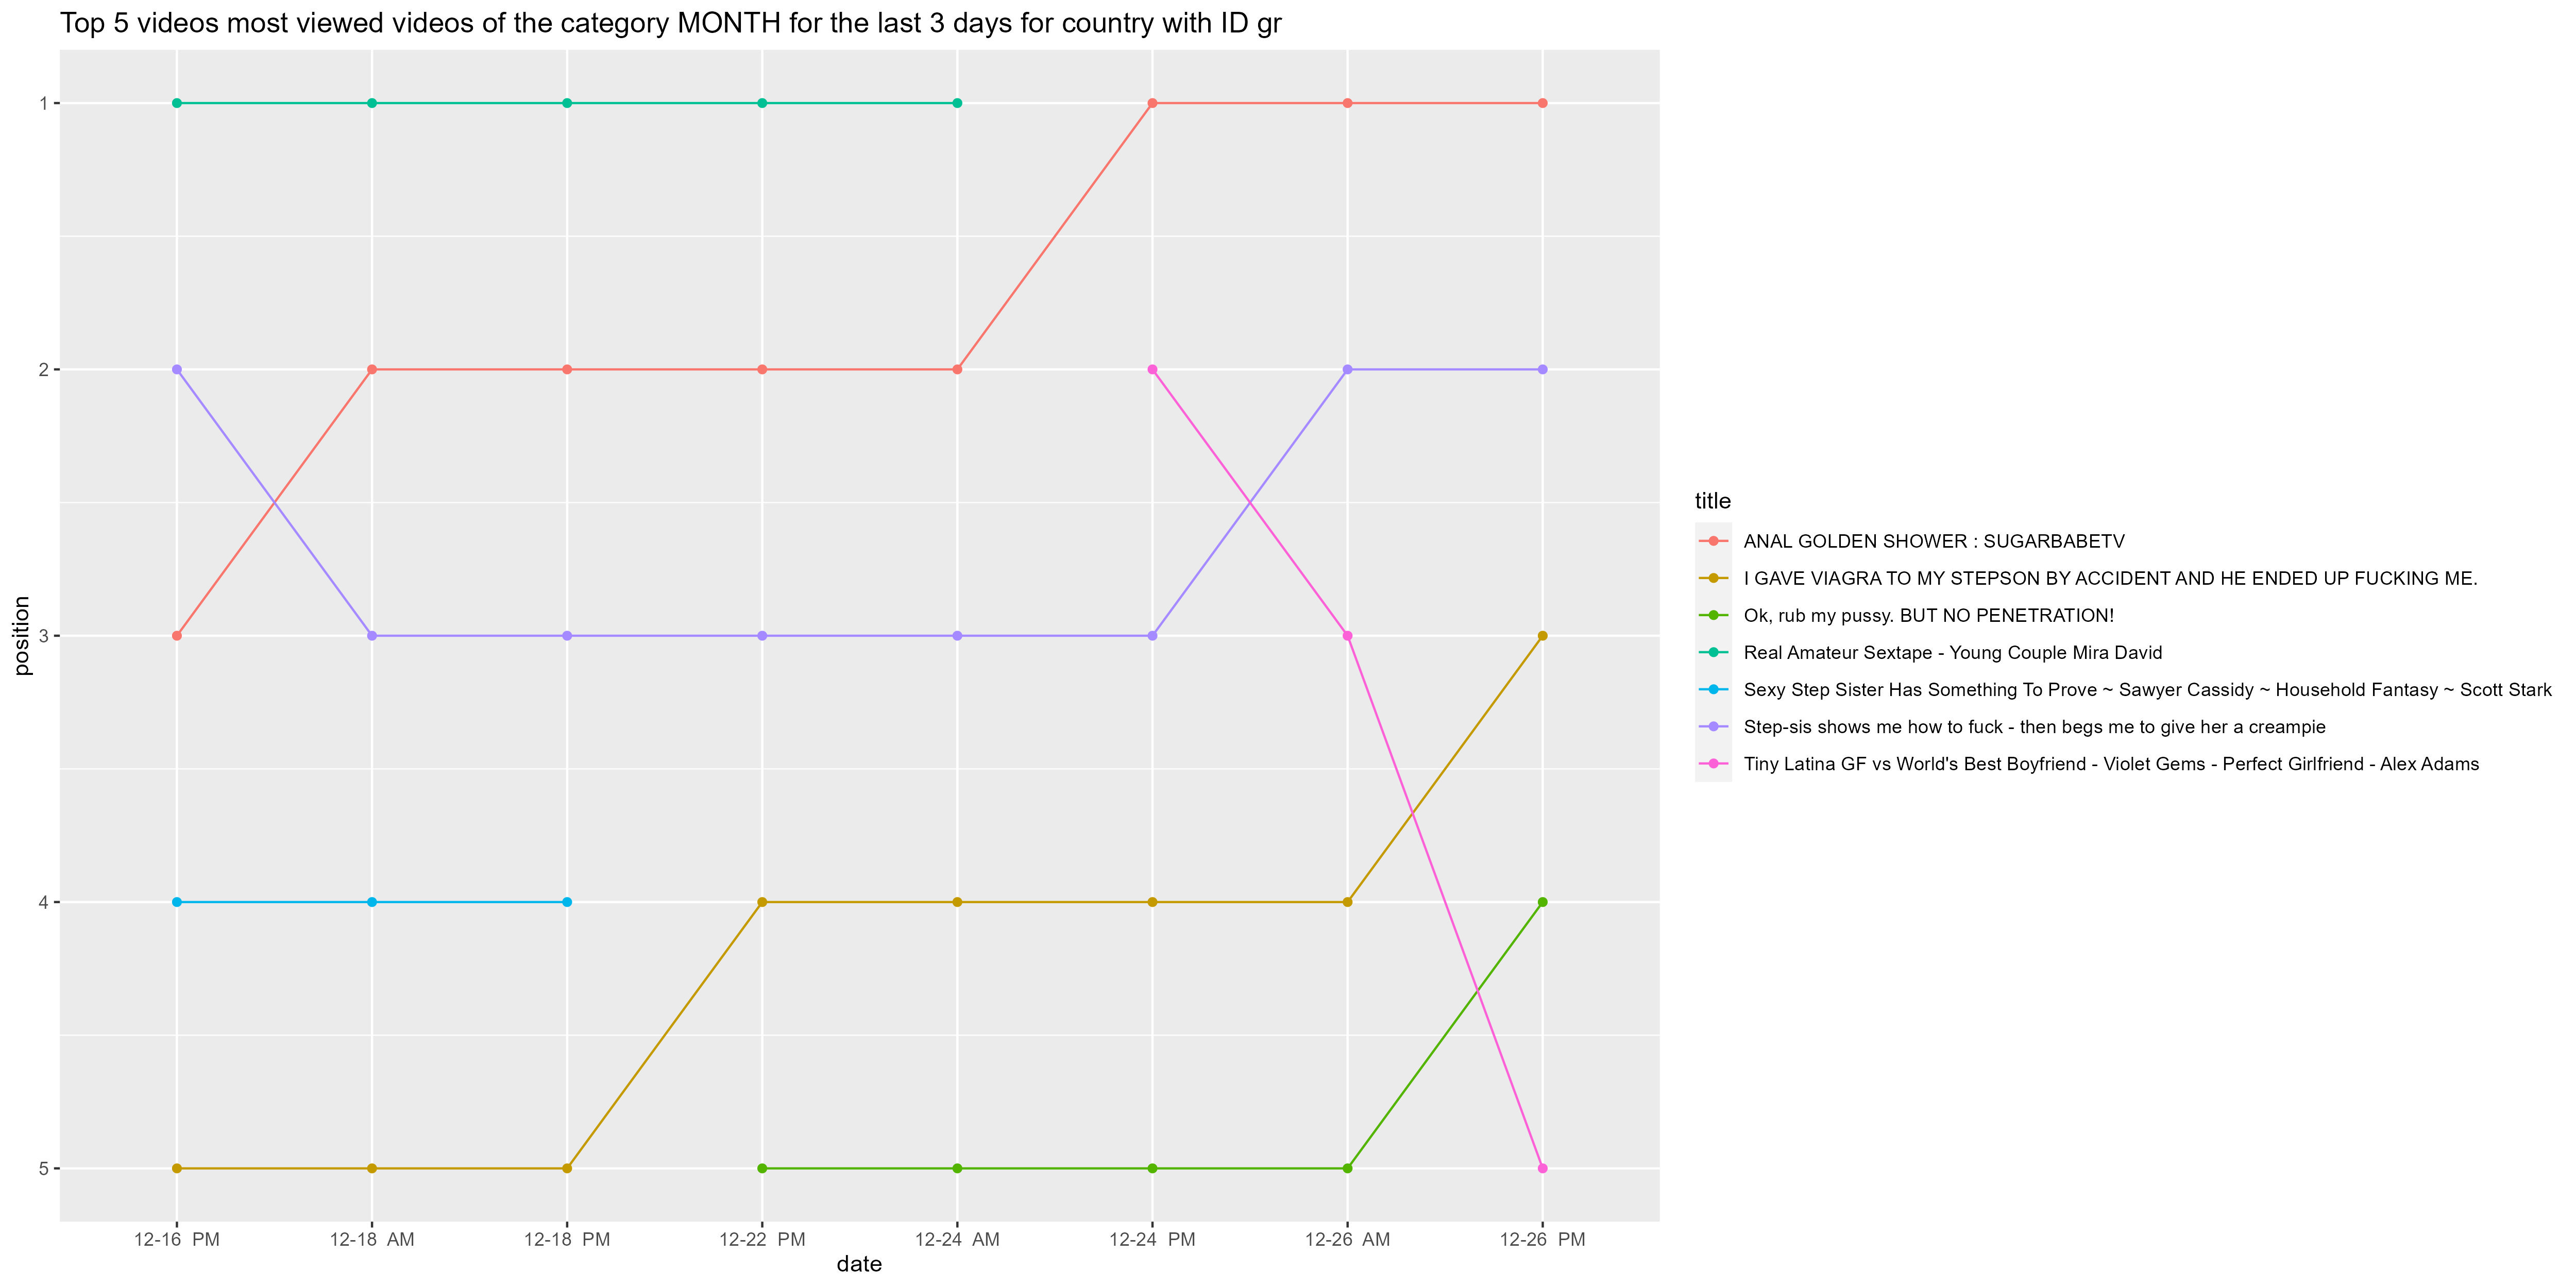 Top 5 videos most viewed videos of the category MONTH for the last 3 days for country with ID gr
position
1
2
3
4
5
12-16 PM
12-18 AM
12-18 PM
12-22 PM
12-24 AM
12-24 PM
12-26 AM
12-26 PM
date
title
ANAL GOLDEN SHOWER : SUGARBABETV
I GAVE VIAGRA TO MY STEPSON BY ACCIDENT AND HE ENDED UP FUCKING ME.
Ok, rub my pussy. BUT NO PENETRATION!
Real Amateur Sextape - Young Couple Mira David
Sexy Step Sister Has Something To Prove ~ Sawyer Cassidy ~ Household Fantasy ~ Scott Stark
Step-sis shows me how to fuck - then begs me to give her a creampie
Tiny Latina GF vs World's Best Boyfriend - Violet Gems - Perfect Girlfriend - Alex Adams